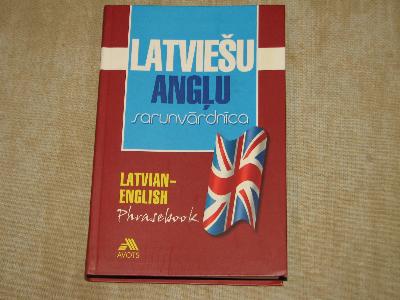 LATVIEŠU
ANGĻU
sarunvārdnīca
LATVIAN-
ENGLISH
Phrasebook
AVOTS